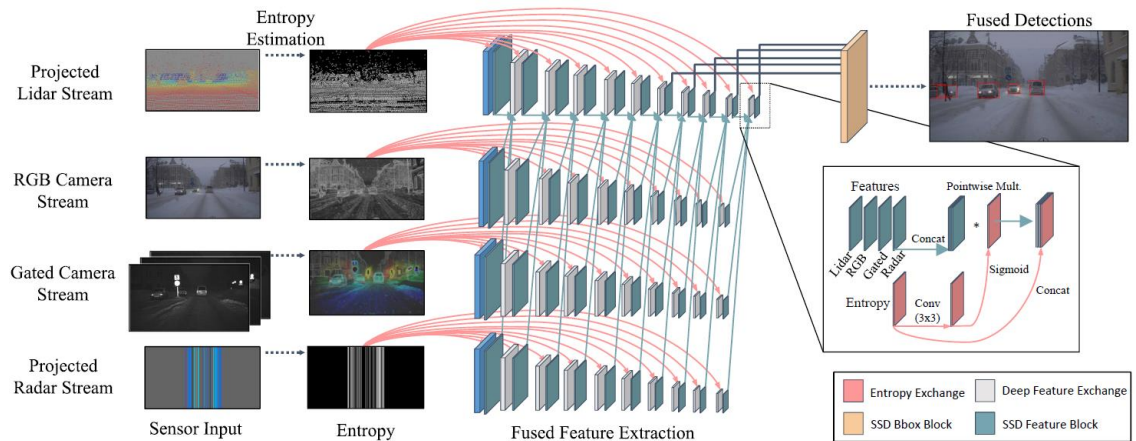 Entropy
Estimation
Fused Detections
Projected
Lidar Stream
RGB Camera
Stream
Gated Camera
Stream
Projected
Radar Stream
Sensor Input
Entropy
Fused Feature Extraction
Features
Pointwise Mult.
Lidar
RGB
Gated
Radar
Concat
*
Sigmoid
Entropy
Conv
(3x3)
Concat
Entropy Exchange
Deep Feature Exchange
SSD Bbox Block
SSD Feature Block